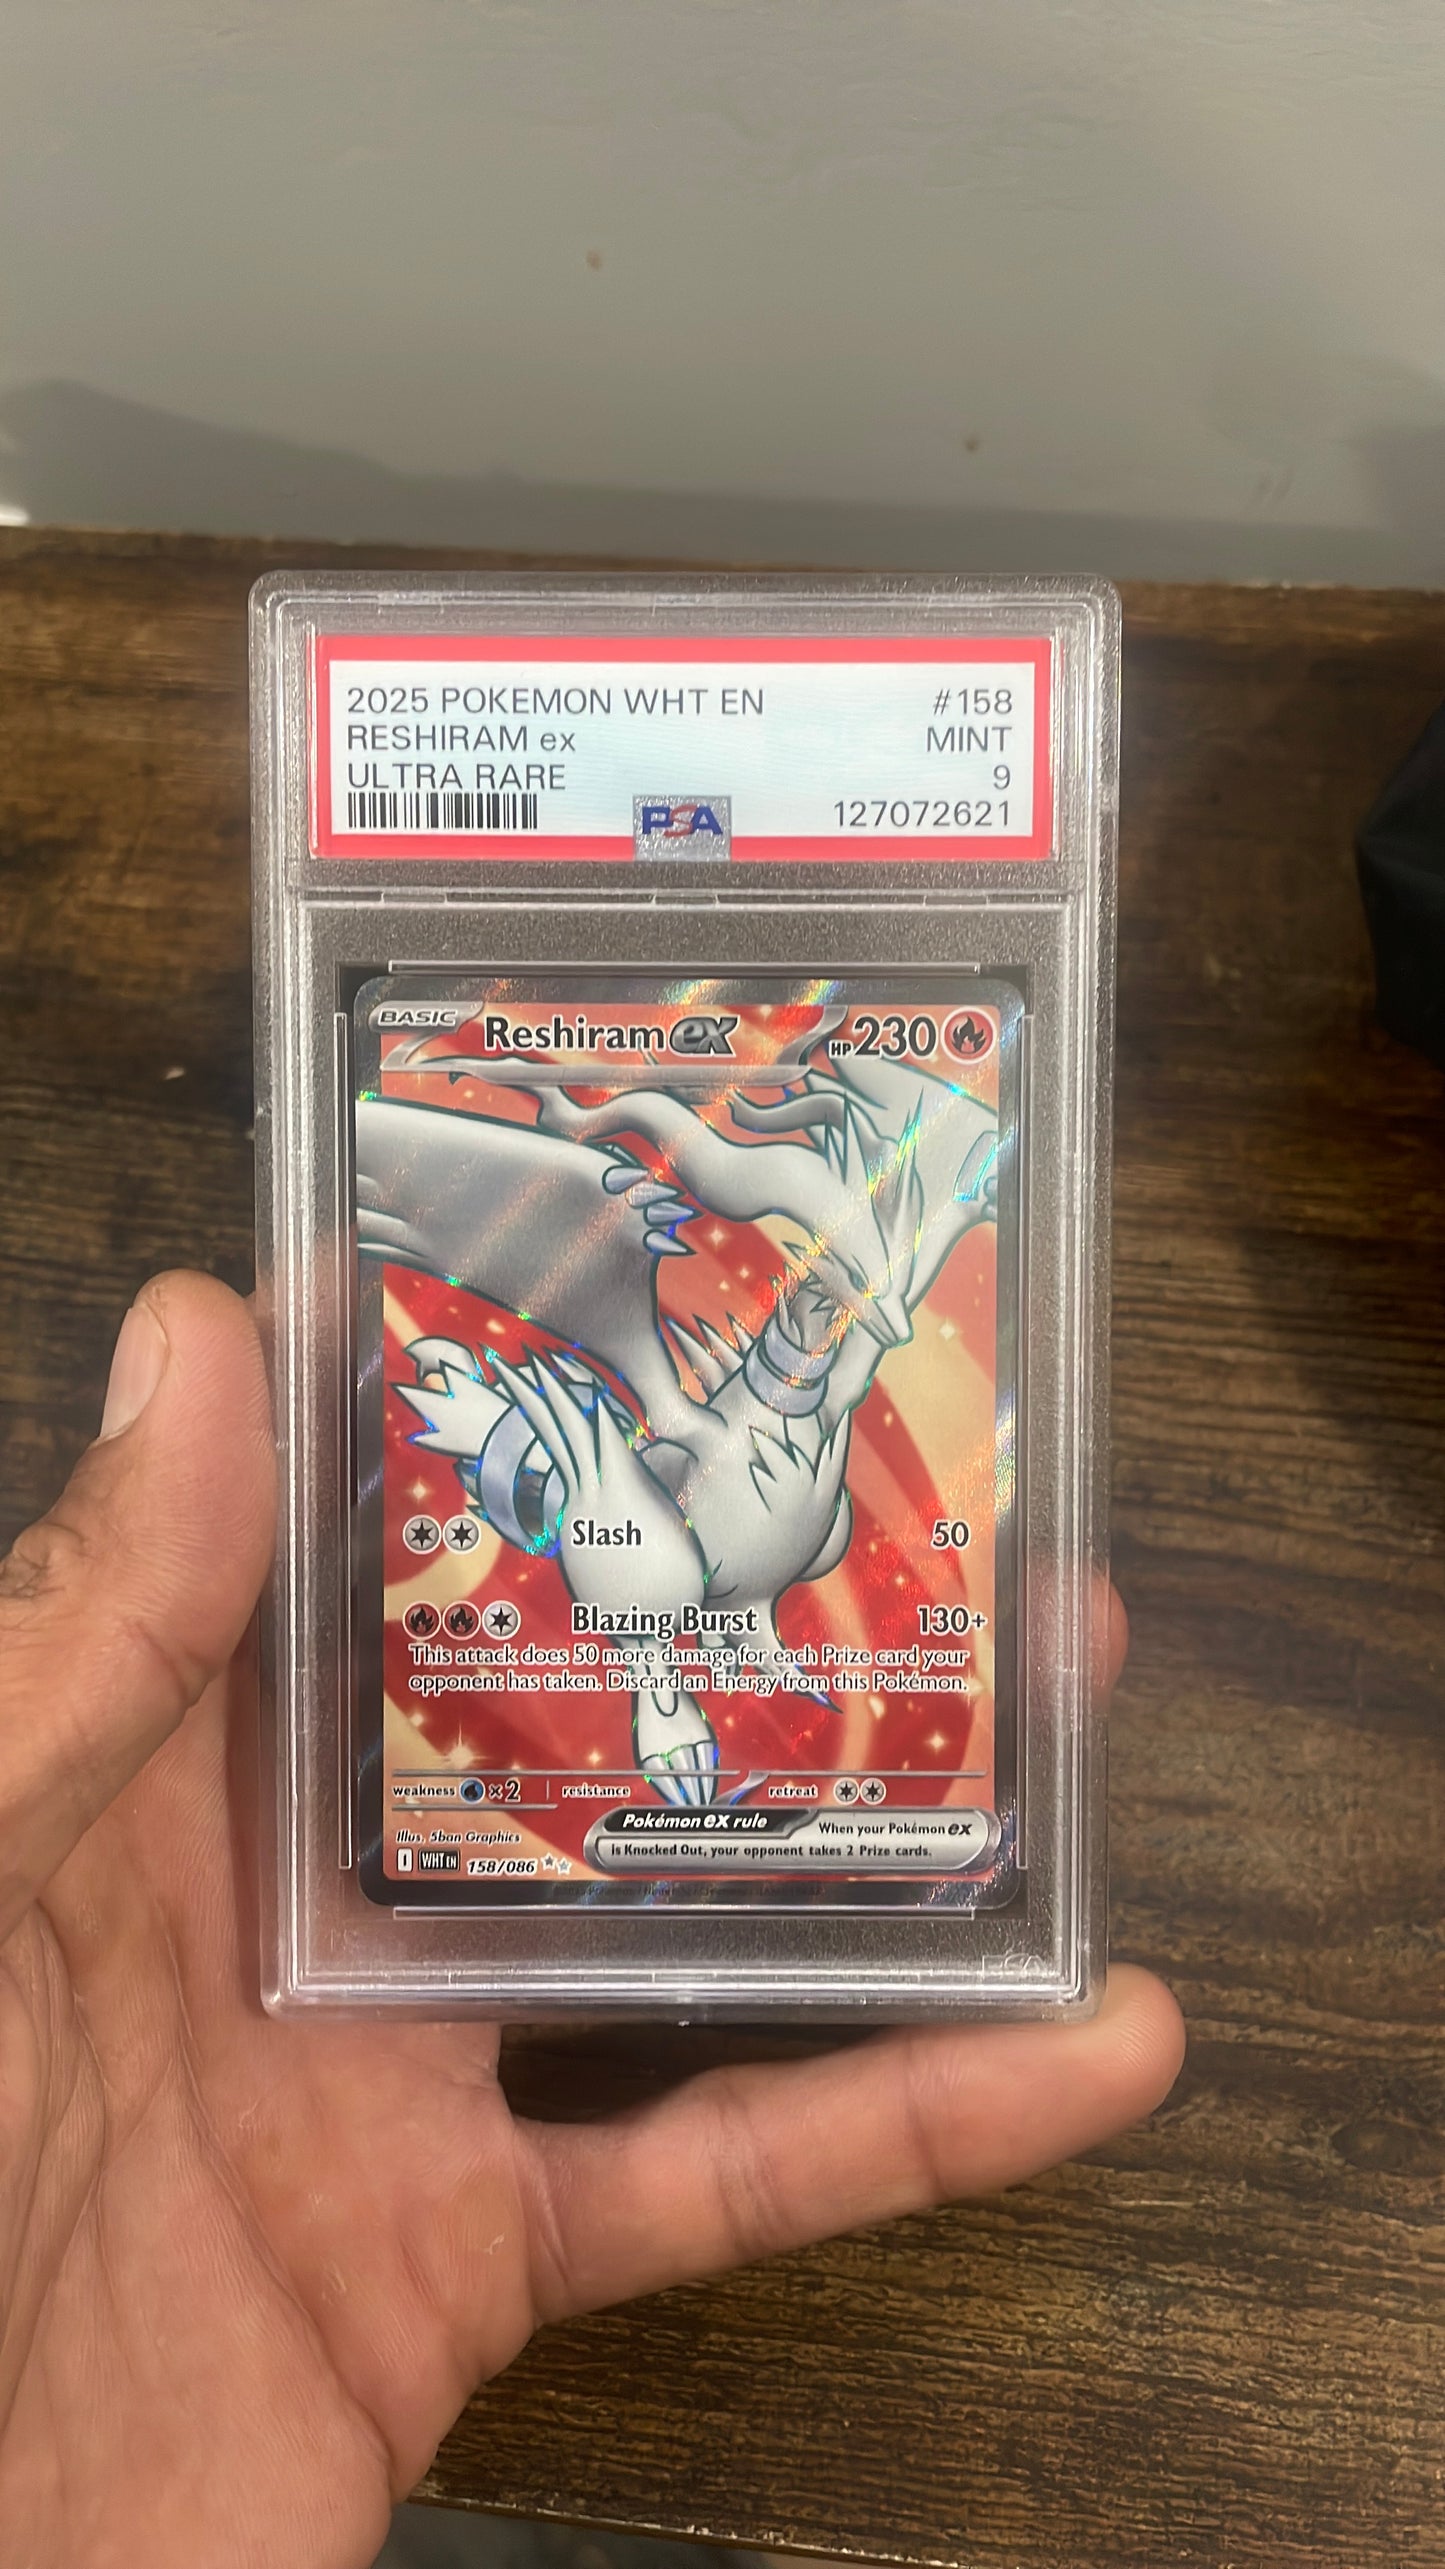 2025 POKEMON WHT EN #158
RESHIRAM ex MINT
ULTRA RARE 9
PSA 127072621
BASIC Reshiram ex HP 230
Slash 50
Blazing Burst 130+
This attack does 50 more damage for each Prize card your
opponent has taken. Discard an Energy from this Pokémon.
weakness ×2 resistance retreat
Pokémon ex rule When your Pokémon ex
is Knocked Out, your opponent takes 2 Prize cards.
Illus. 5ban Graphics
I WHT EN 158/086